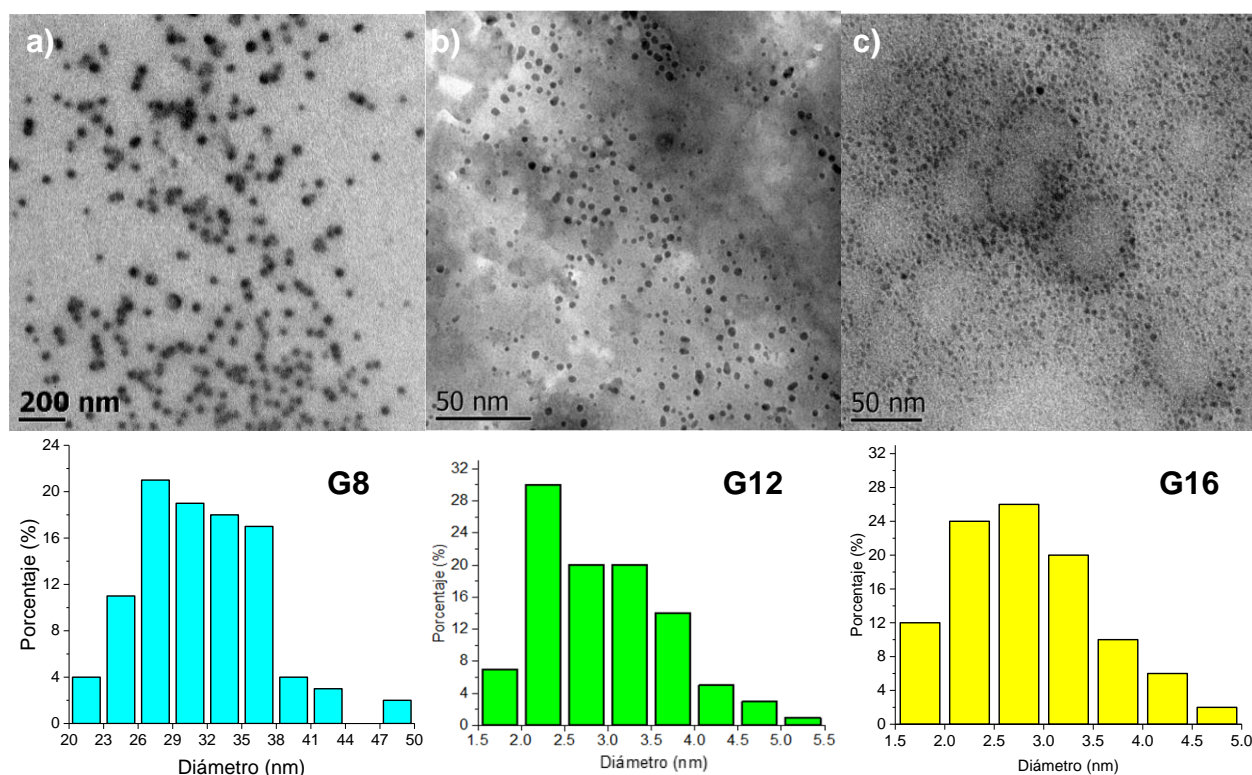 a)
b)
c)
200 nm
50 nm
50 nm
G8
Porcentaje (%)
24
20
16
12
8
4
0
20 23 26 29 32 35 38 41 44 47 50
Diámetro (nm)
G12
Porcentaje (%)
32
28
24
20
16
12
8
4
0
1.5 2.0 2.5 3.0 3.5 4.0 4.5 5.0 5.5
Diámetro (nm)
G16
Porcentaje (%)
32
28
24
20
16
12
8
4
0
1.5 2.0 2.5 3.0 3.5 4.0 4.5 5.0
Diámetro (nm)